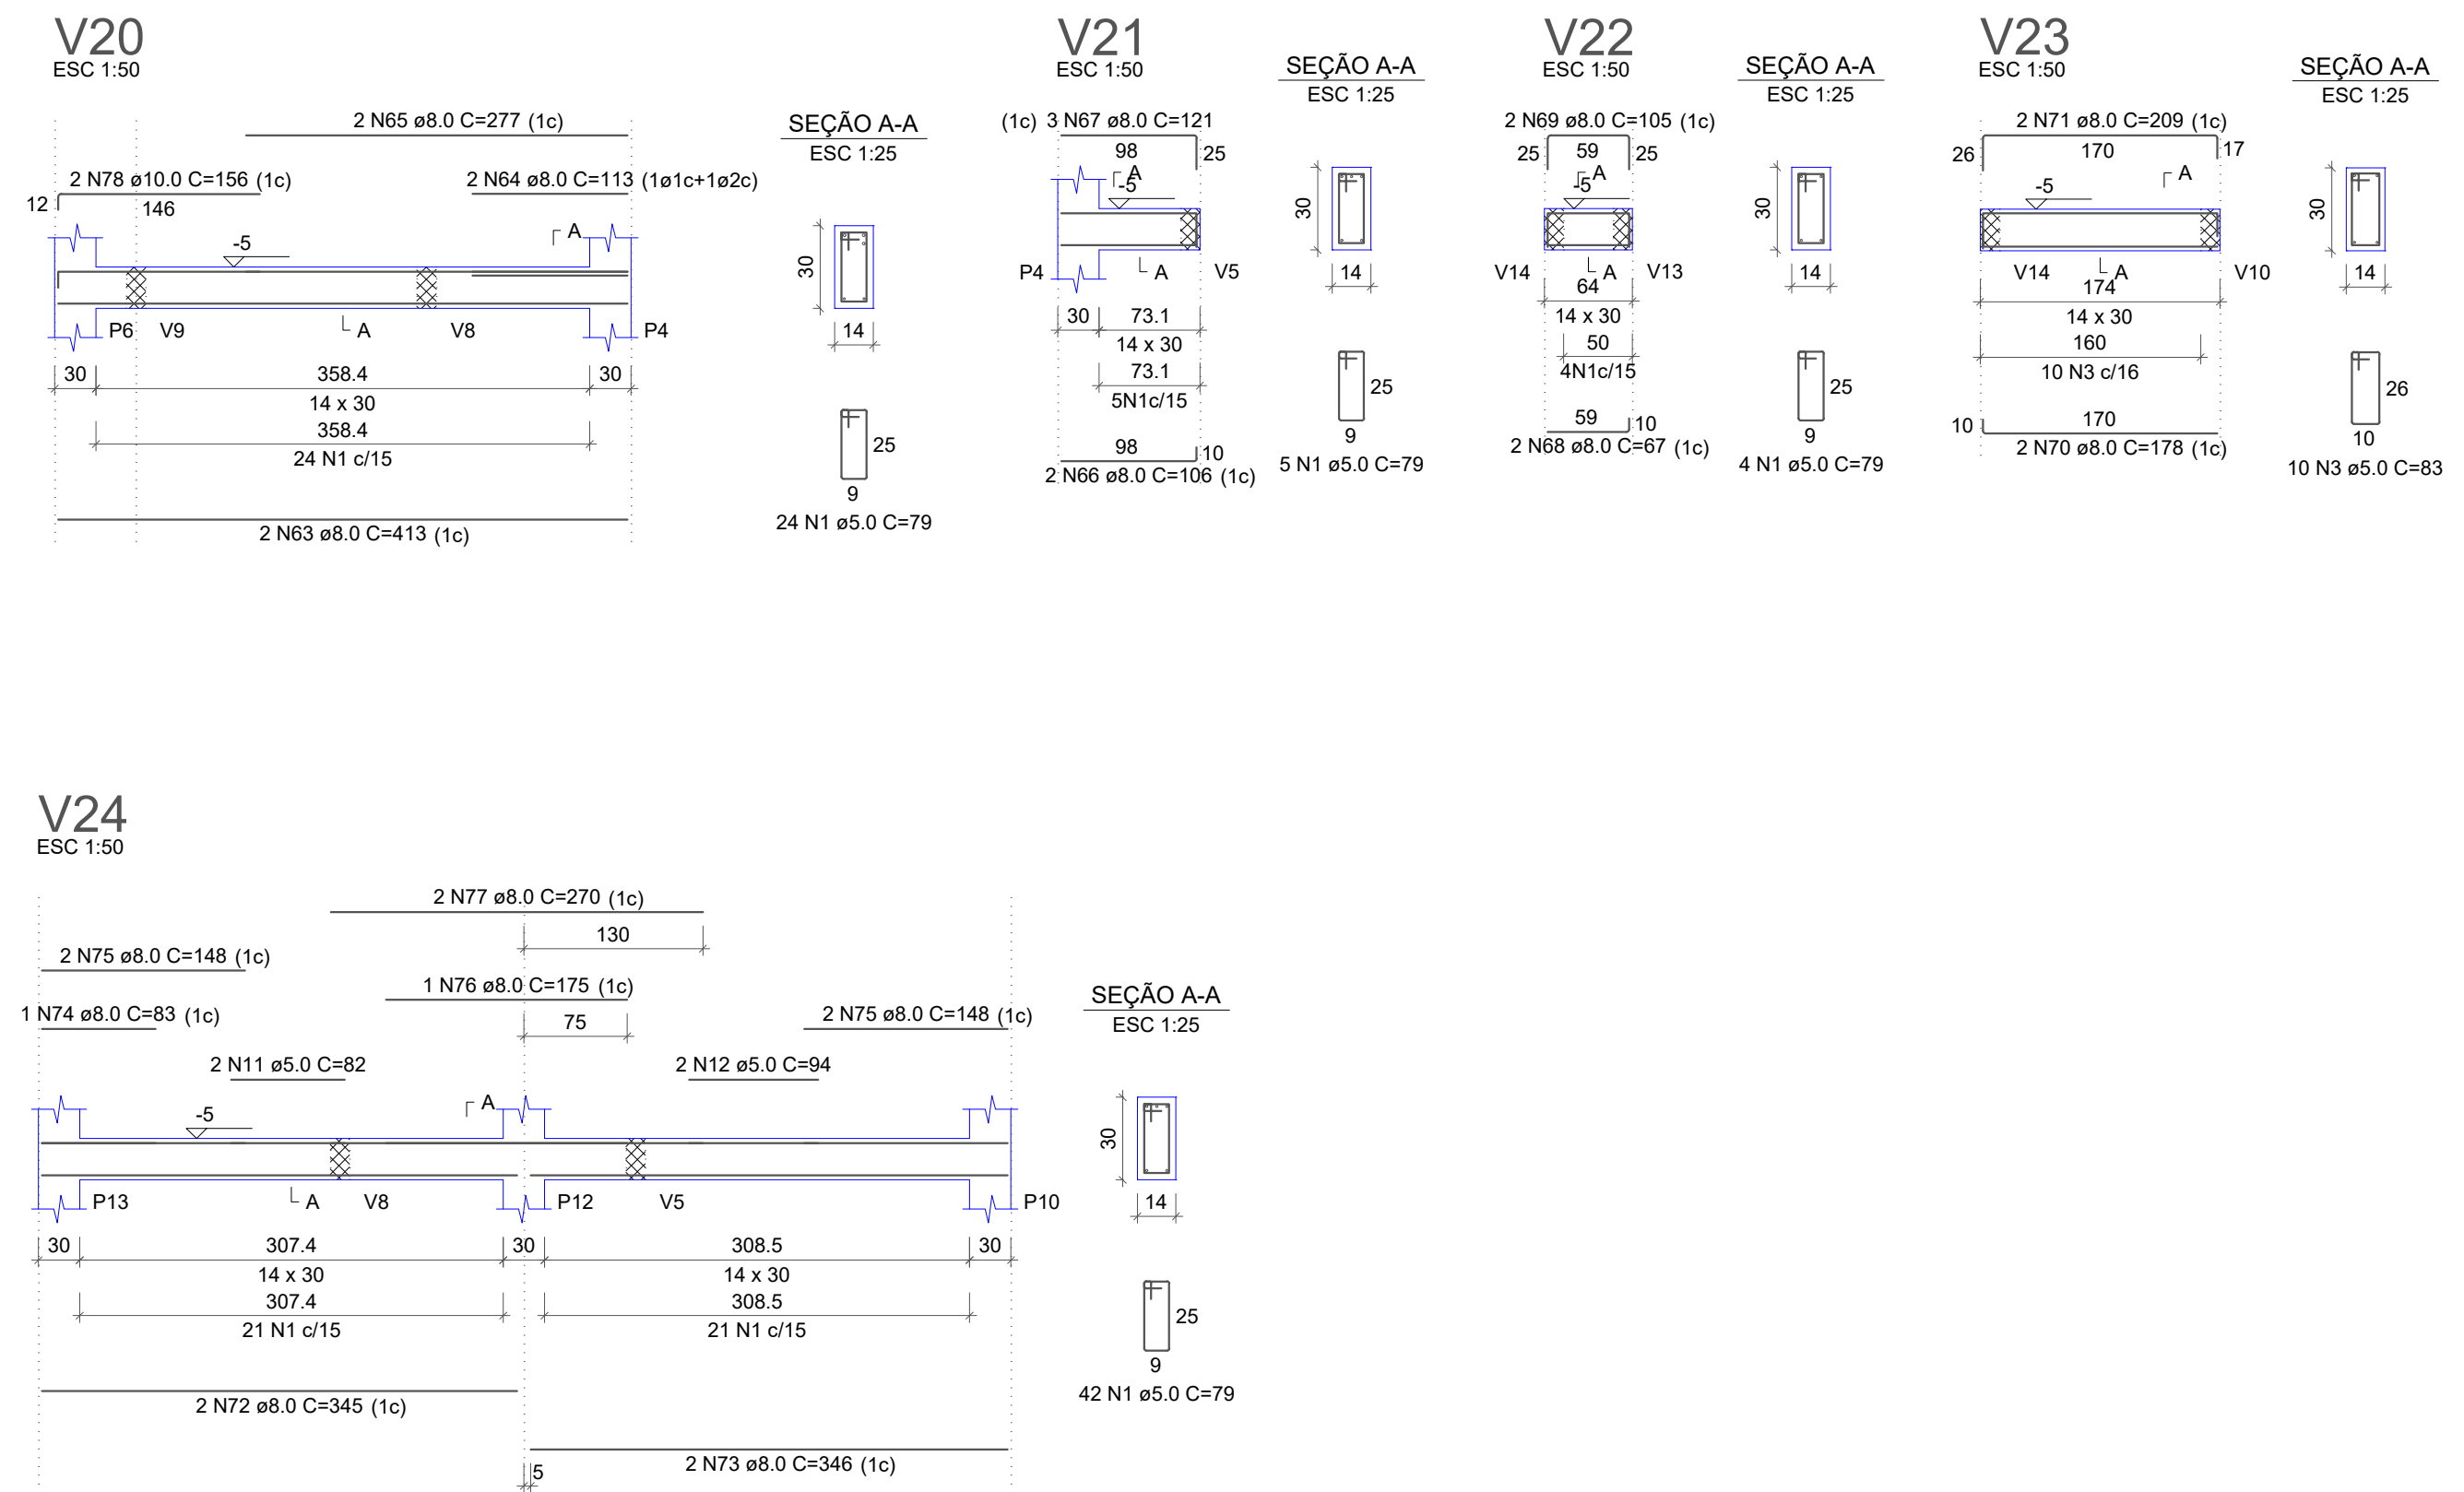 V20
ESC 1:50
2 N65 ø8.0 C=277 (1c)
2 N78 ø10.0 C=156 (1c)
2 N64 ø8.0 C=113 (1ø1c+1ø2c)
12
146
-5
A
P6
V9
A
V8
P4
30
358.4
30
14 x 30
358.4
24 N1 c/15
2 N63 ø8.0 C=413 (1c)
SEÇÃO A-A
ESC 1:25
30
14
25
9
24 N1 ø5.0 C=79
V21
ESC 1:50
(1c) 3 N67 ø8.0 C=121
98
25
A
-5
P4
A
V5
30
73.1
14 x 30
73.1
5N1c/15
98
10
2 N66 ø8.0 C=106 (1c)
SEÇÃO A-A
ESC 1:25
30
14
25
9
5 N1 ø5.0 C=79
V22
ESC 1:50
2 N69 ø8.0 C=105 (1c)
25
59
25
A
-5
V14
A
V13
64
14 x 30
50
4N1c/15
59
10
2 N68 ø8.0 C=67 (1c)
SEÇÃO A-A
ESC 1:25
30
14
25
9
4 N1 ø5.0 C=79
V23
ESC 1:50
2 N71 ø8.0 C=209 (1c)
26
170
17
A
-5
V14
A
V10
174
14 x 30
160
10 N3 c/16
10
170
2 N70 ø8.0 C=178 (1c)
SEÇÃO A-A
ESC 1:25
30
14
26
10
10 N3 ø5.0 C=83
V24
ESC 1:50
2 N77 ø8.0 C=270 (1c)
130
2 N75 ø8.0 C=148 (1c)
1 N76 ø8.0 C=175 (1c)
1 N74 ø8.0 C=83 (1c)
75
2 N75 ø8.0 C=148 (1c)
2 N11 ø5.0 C=82
2 N12 ø5.0 C=94
-5
A
P13
A
V8
P12
V5
P10
30
307.4
30
308.5
30
14 x 30
14 x 30
307.4
308.5
21 N1 c/15
21 N1 c/15
2 N72 ø8.0 C=345 (1c)
2 N73 ø8.0 C=346 (1c)
5
SEÇÃO A-A
ESC 1:25
30
14
25
9
42 N1 ø5.0 C=79